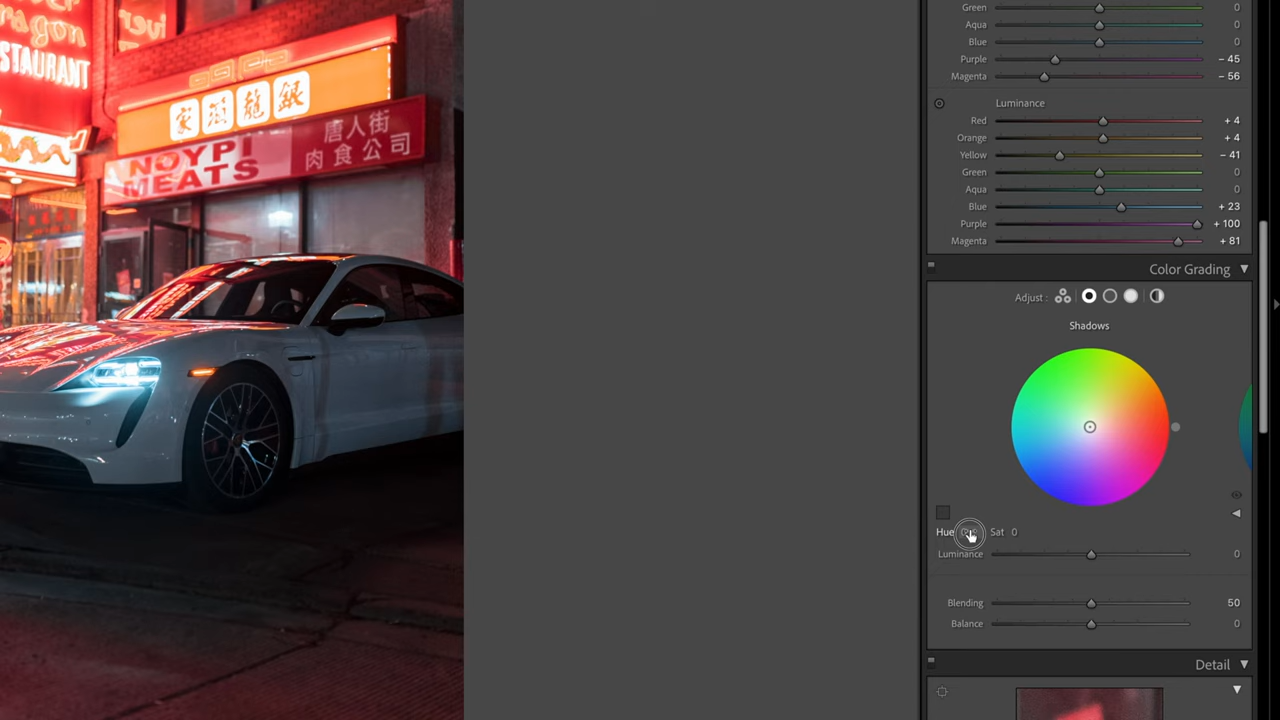 ragon
STAURANT
家酒龍銀
唐人街
肉食公司
NOYPI
MEATS
Green 0
Aqua 0
Blue 0
Purple - 45
Magenta - 56
Luminance
Red + 4
Orange + 4
Yellow - 41
Green 0
Aqua 0
Blue + 23
Purple + 100
Magenta + 81
Color Grading
Adjust :
Shadows
Hue Sat 0
Luminance 0
Blending 50
Balance 0
Detail